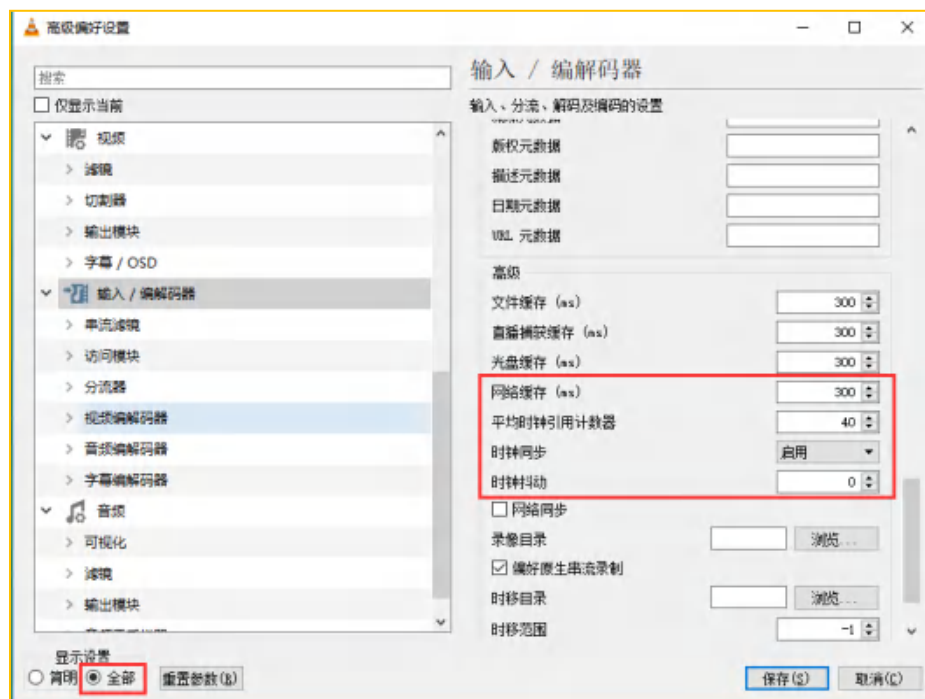 高级偏好设置
搜索
仅显示当前
视频
滤镜
切割器
输出模块
字幕 / OSD
输入 / 编解码器
串流滤镜
访问模块
分流器
视频编解码器
音频编解码器
字幕编解码器
音频
可视化
滤镜
输出模块
输入 / 编解码器
输入、分流、解码及编码的设置
版权元数据
描述元数据
日期元数据
URL 元数据
高级
文件缓存 (ms) 300
直播捕获缓存 (ms) 300
光盘缓存 (ms) 300
网络缓存 (ms) 300
平均时钟引用计数器 40
时钟同步 启用
时钟抖动 0
网络同步
录像目录 浏览...
偏好原生串流录制
时移目录 浏览...
时移范围 -1
显示设置
简明 全部 重置参数(R) 保存(S) 取消(C)